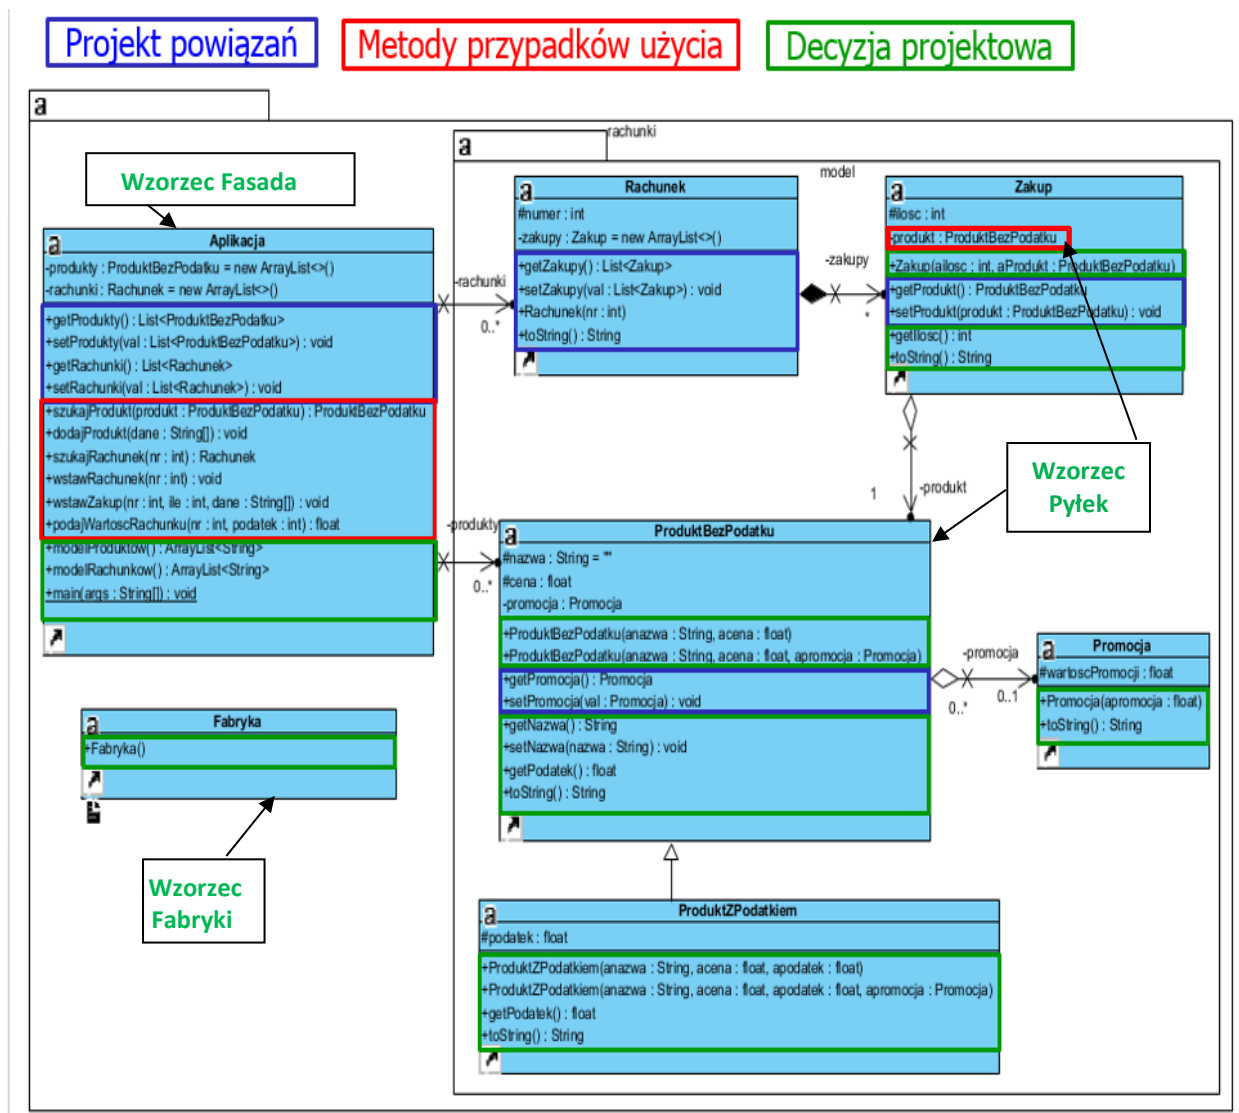 Projekt powiązań
Metody przypadków użycia
Decyzja projektowa
a
rachunki
a
model
Wzorzec Fasada
a
Aplikacja
-produkty : ProduktBezPodatku = new ArrayList<>()
-rachunki : Rachunek = new ArrayList<>()
+getProdukty() : List<ProduktBezPodatku>
+setProdukty(val : List<ProduktBezPodatku>) : void
+getRachunki() : List<Rachunek>
+setRachunki(val : List<Rachunek>) : void
+szukajProdukt(produkt : ProduktBezPodatku) : ProduktBezPodatku
+dodajProdukt(dane : String[]) : void
+szukajRachunek(nr : int) : Rachunek
+wstawRachunek(nr : int) : void
+wstawZakup(nr : int, ile : int, dane : String[]) : void
+podajWartoscRachunku(nr : int, podatek : int) : float
+modelProduktow() : ArrayList<String>
+modelRachunkow() : ArrayList<String>
+main(args : String[]) : void
-rachunki
0..*
a
Rachunek
#numer : int
-zakupy : Zakup = new ArrayList<>()
+getZakupy() : List<Zakup>
+setZakupy(val : List<Zakup>) : void
+Rachunek(nr : int)
+toString() : String
-zakupy
*
a
Zakup
#ilosc : int
-produkt : ProduktBezPodatku
+Zakup(ailosc : int, aProdukt : ProduktBezPodatku)
+getProdukt() : ProduktBezPodatku
+setProdukt(produkt : ProduktBezPodatku) : void
+getIlosc() : int
+toString() : String
Wzorzec
Pyłek
1
-produkt
-produkty
0..*
a
ProduktBezPodatku
#nazwa : String = ""
#cena : float
-promocja : Promocja
+ProduktBezPodatku(anazwa : String, acena : float)
+ProduktBezPodatku(anazwa : String, acena : float, apromocja : Promocja)
+getPromocja() : Promocja
+setPromocja(val : Promocja) : void
+getNazwa() : String
+setNazwa(nazwa : String) : void
+getPodatek() : float
+toString() : String
-promocja
0..*
0..1
a
Promocja
#wartoscPromocji : float
+Promocja(apromocja : float)
+toString() : String
a
Fabryka
+Fabryka()
Wzorzec
Fabryki
a
ProduktZPodatkiem
#podatek : float
+ProduktZPodatkiem(anazwa : String, acena : float, apodatek : float)
+ProduktZPodatkiem(anazwa : String, acena : float, apodatek : float, apromocja : Promocja)
+getPodatek() : float
+toString() : String